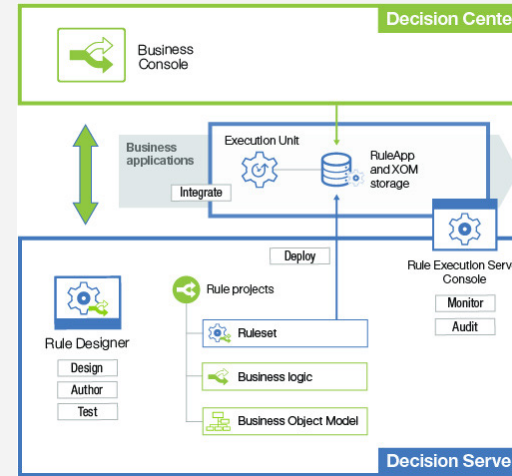 Decision Cente
Business
Console
Business
applications
Execution Unit
RuleApp
and XOM
storage
Integrate
Deploy
Rule Execution Serv
Console
Monitor
Audit
Rule projects
Rule Designer
Design
Author
Test
Ruleset
Business logic
Business Object Model
Decision Serve